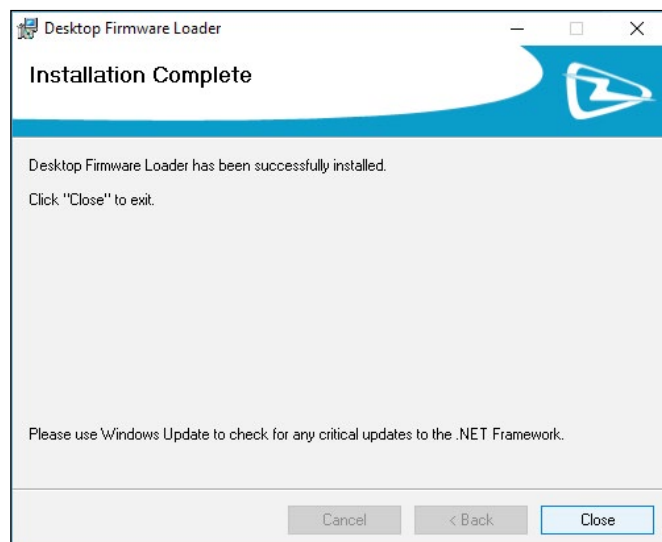 Desktop Firmware Loader
Installation Complete
Desktop Firmware Loader has been successfully installed.
Click "Close" to exit.
Please use Windows Update to check for any critical updates to the .NET Framework.
Cancel
< Back
Close